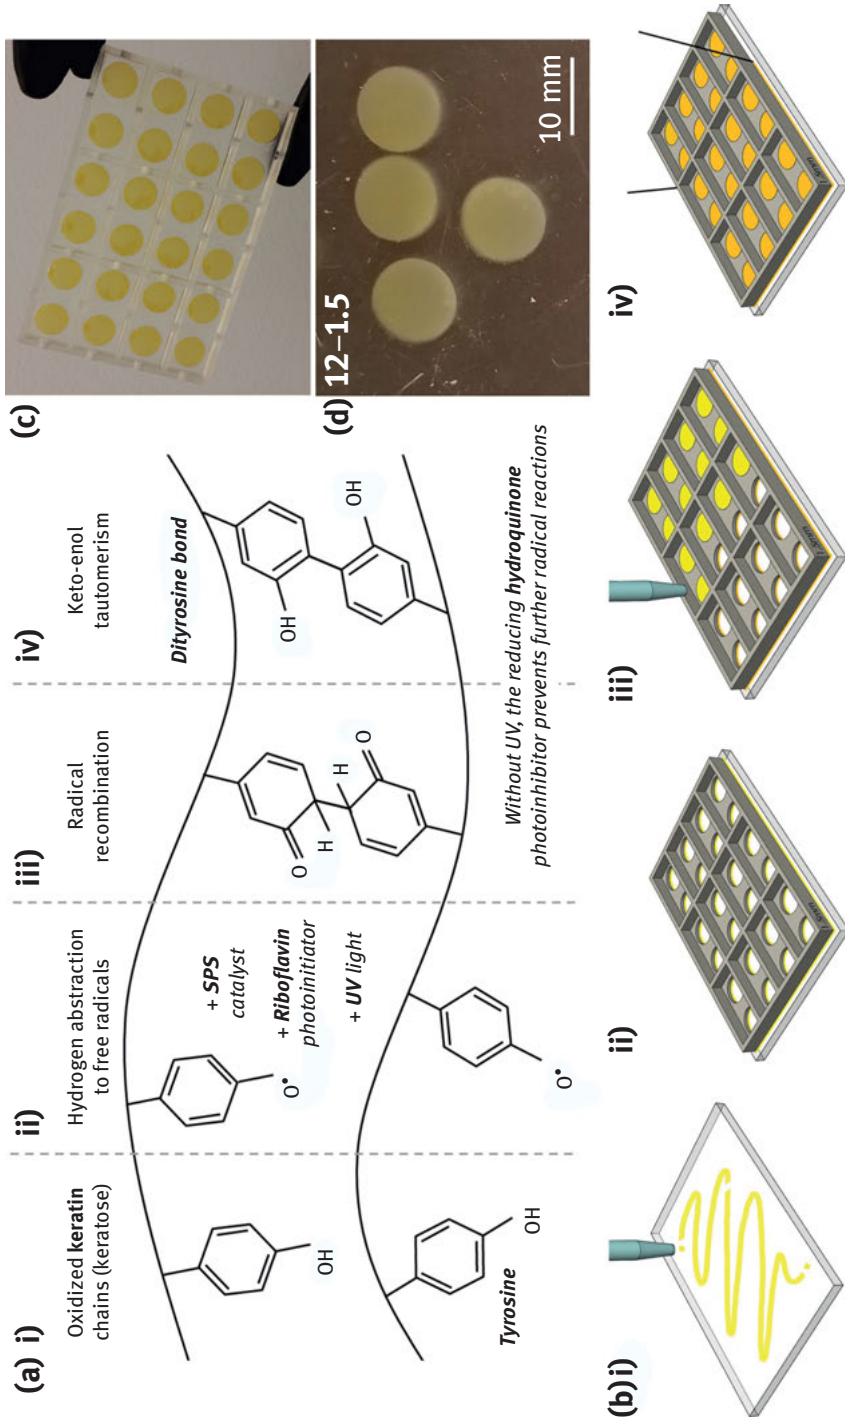 (a) i)
Oxidized keratin
chains (keratose)
OH
OH
Tyrosine
ii)
Hydrogen abstraction
to free radicals
O•
+ SPS
catalyst
+ Riboflavin
photoinitiator
+ UV light
O•
iii)
Radical
recombination
O
H
H
O
iv)
Keto-enol
tautomerism
Dityrosine bond
OH
OH
Without UV, the reducing hydroquinone
photoinhibitor prevents further radical reactions
(b) i)
ii)
iii)
iv)
(c)
(d)
12–1.5
10 mm